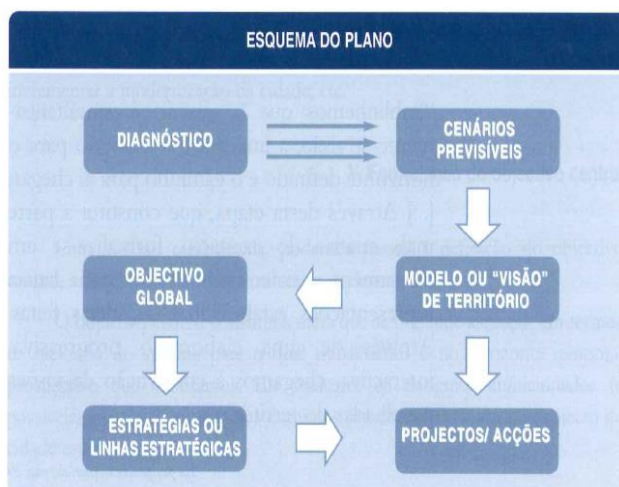 ESQUEMA DO PLANO
DIAGNÓSTICO
CENÁRIOS
PREVISÍVEIS
OBJECTIVO
GLOBAL
MODELO OU “VISÃO”
DE TERRITÓRIO
ESTRATÉGIAS OU
LINHAS ESTRATÉGICAS
PROJECTOS/ ACÇÕES